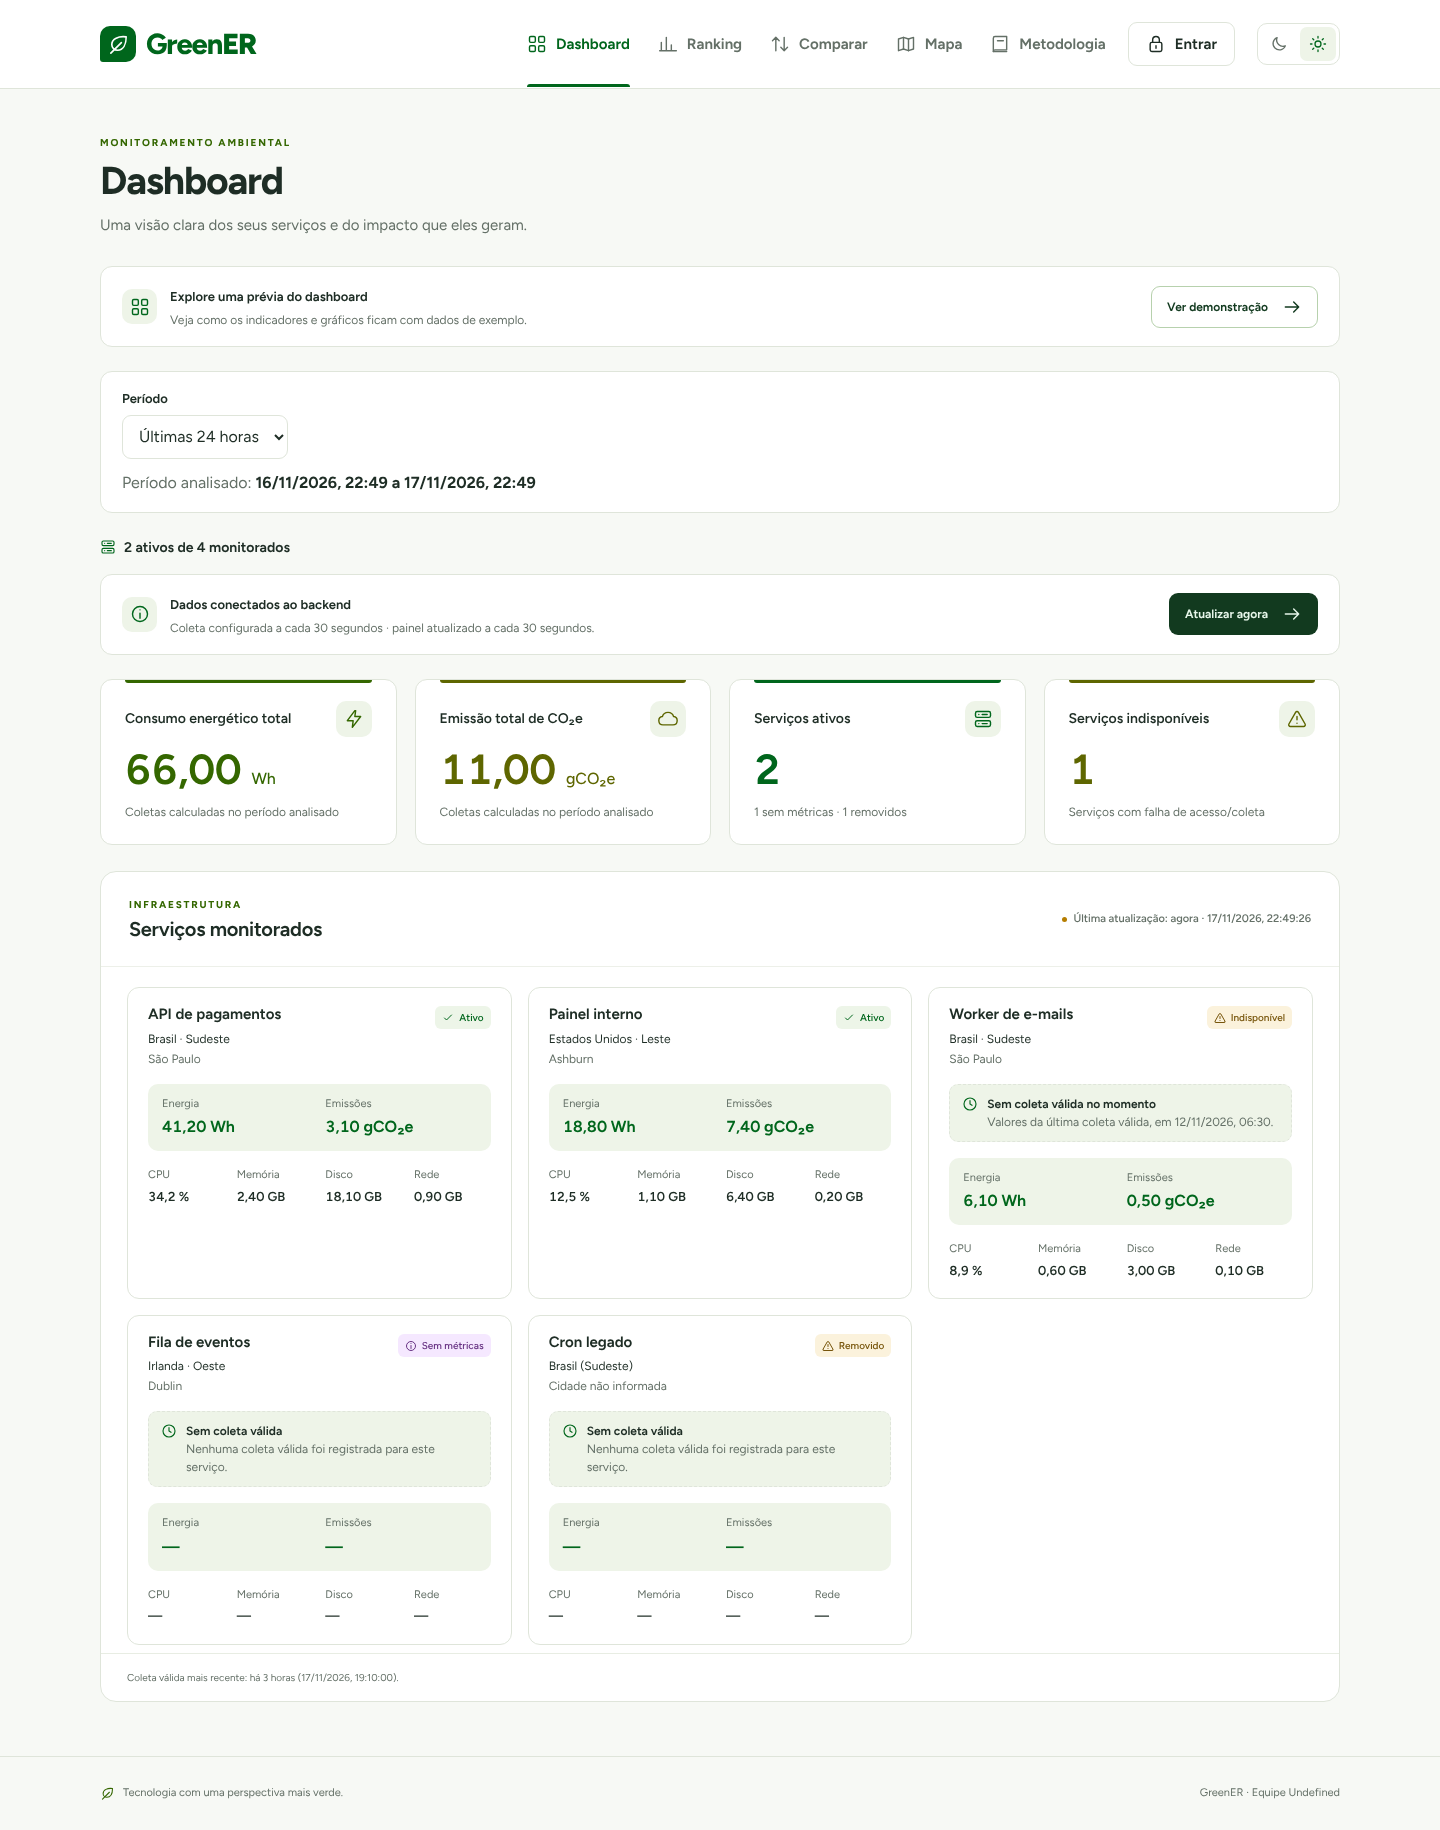 GreenER
Dashboard
Ranking
Comparar
Mapa
Metodologia
Entrar
MONITORAMENTO AMBIENTAL
Dashboard
Uma visão clara dos seus serviços e do impacto que eles geram.
Explore uma prévia do dashboard
Veja como os indicadores e gráficos ficam com dados de exemplo.
Ver demonstração
Período
Últimas 24 horas
Período analisado: 16/11/2026, 22:49 a 17/11/2026, 22:49
2 ativos de 4 monitorados
Dados conectados ao backend
Coleta configurada a cada 30 segundos · painel atualizado a cada 30 segundos.
Atualizar agora
Consumo energético total
66,00 Wh
Coletas calculadas no período analisado
Emissão total de CO₂e
11,00 gCO₂e
Coletas calculadas no período analisado
Serviços ativos
2
1 sem métricas · 1 removidos
Serviços indisponíveis
1
Serviços com falha de acesso/coleta
INFRAESTRUTURA
Serviços monitorados
Última atualização: agora · 17/11/2026, 22:49:26
API de pagamentos
Ativo
Brasil · Sudeste
São Paulo
Energia Emissões
41,20 Wh 3,10 gCO₂e
CPU Memória Disco Rede
34,2 % 2,40 GB 18,10 GB 0,90 GB
Painel interno
Ativo
Estados Unidos · Leste
Ashburn
Energia Emissões
18,80 Wh 7,40 gCO₂e
CPU Memória Disco Rede
12,5 % 1,10 GB 6,40 GB 0,20 GB
Worker de e-mails
Indisponível
Brasil · Sudeste
São Paulo
Sem coleta válida no momento
Valores da última coleta válida, em 12/11/2026, 06:30.
Energia Emissões
6,10 Wh 0,50 gCO₂e
CPU Memória Disco Rede
8,9 % 0,60 GB 3,00 GB 0,10 GB
Fila de eventos
Sem métricas
Irlanda · Oeste
Dublin
Sem coleta válida
Nenhuma coleta válida foi registrada para este
serviço.
Energia Emissões
— —
CPU Memória Disco Rede
— — — —
Cron legado
Removido
Brasil (Sudeste)
Cidade não informada
Sem coleta válida
Nenhuma coleta válida foi registrada para este
serviço.
Energia Emissões
— —
CPU Memória Disco Rede
— — — —
Coleta válida mais recente: há 3 horas (17/11/2026, 19:10:00).
Tecnologia com uma perspectiva mais verde.
GreenER · Equipe Undefined